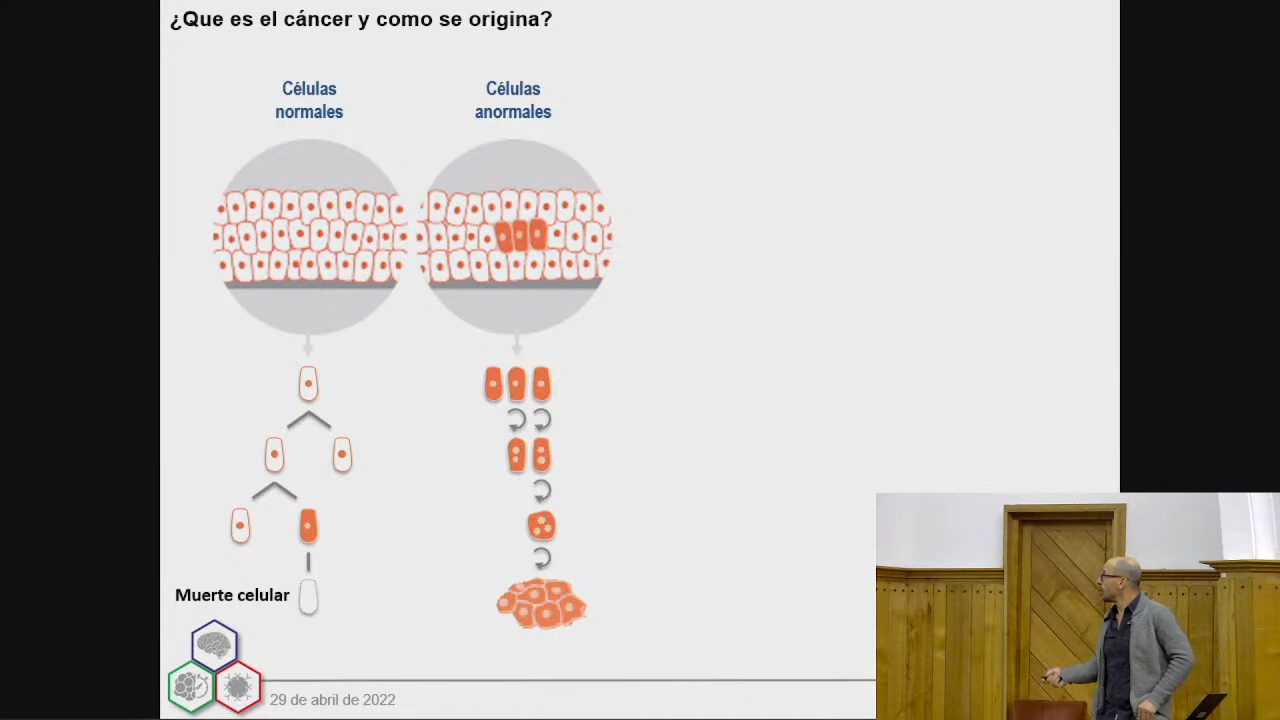 ¿Que es el cáncer y como se origina?
Células
normales
Células
anormales
Muerte celular
29 de abril de 2022